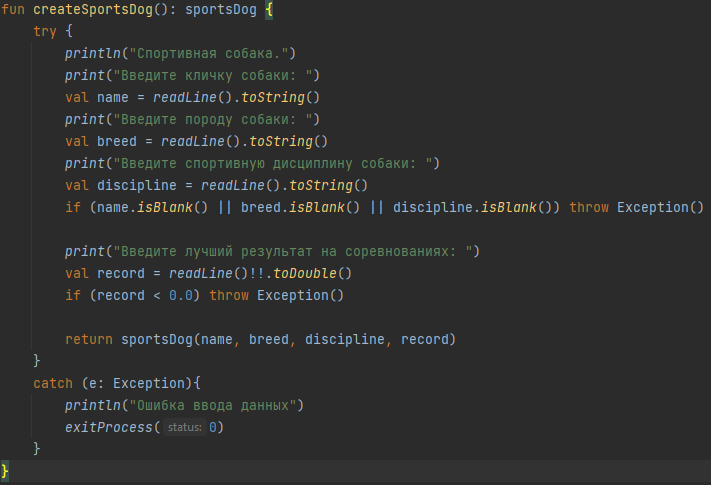 fun createSportsDog(): sportsDog {
    try {
        println("Спортивная собака.")
        print("Введите кличку собаки: ")
        val name = readLine().toString()
        print("Введите породу собаки: ")
        val breed = readLine().toString()
        print("Введите спортивную дисциплину собаки: ")
        val discipline = readLine().toString()
        if (name.isBlank() || breed.isBlank() || discipline.isBlank()) throw Exception()

        print("Введите лучший результат на соревнованиях: ")
        val record = readLine()!!.toDouble()
        if (record < 0.0) throw Exception()

        return sportsDog(name, breed, discipline, record)
    }
    catch (e: Exception){
        println("Ошибка ввода данных")
        exitProcess( status: 0)
    }
}